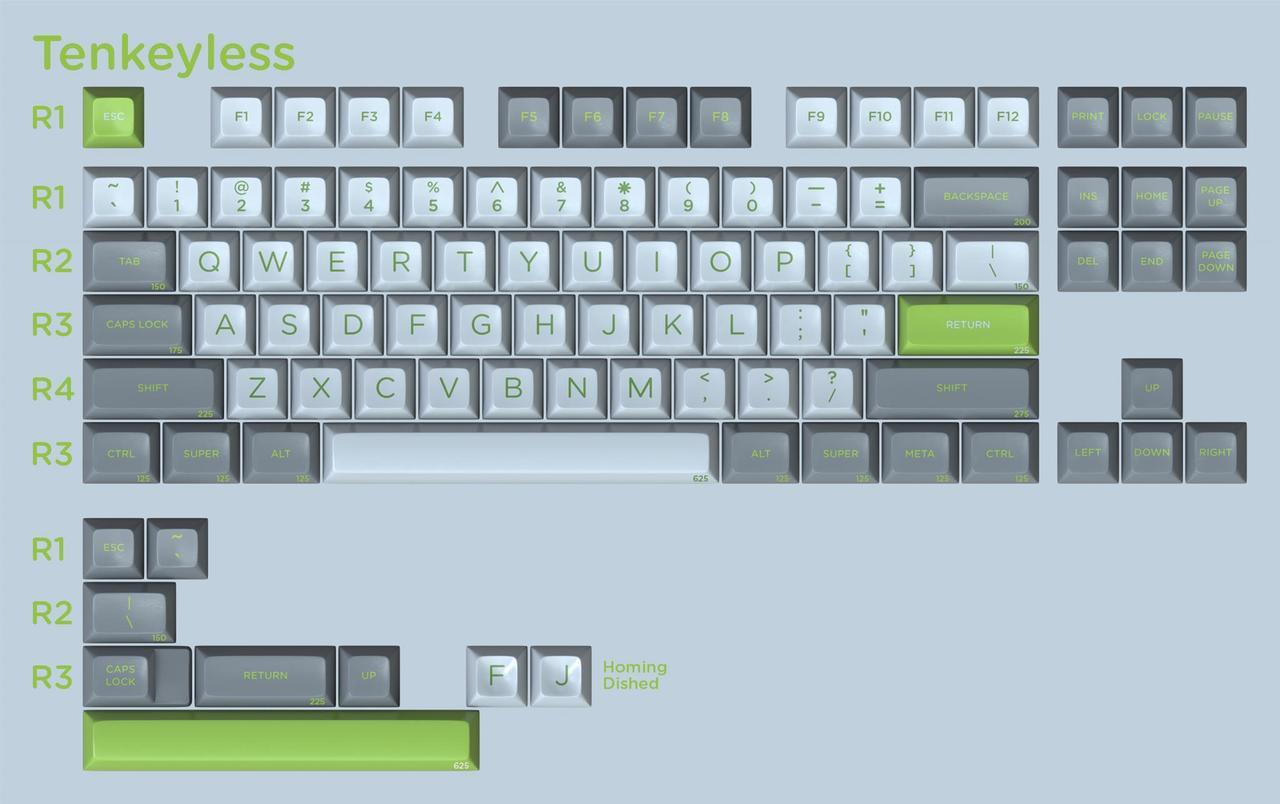 Tenkeyless
R1 ESC F1 F2 F3 F4 F5 F6 F7 F8 F9 F10 F11 F12 PRINT LOCK PAUSE
~ ! @ # $ % ^ & * ( ) — + PAGE
R1 ` 1 2 3 4 5 6 7 8 9 0 - = BACKSPACE INS HOME UP
200
R2 TAB Q W E R T Y U I O P { } | DEL END PAGE
[ ] \ DOWN
150 150
R3 CAPS LOCK A S D F G H J K L : " RETURN
; '
175 225
R4 SHIFT Z X C V B N M < > ? SHIFT UP
, . /
225 275
R3 CTRL SUPER ALT ALT SUPER META CTRL LEFT DOWN RIGHT
125 125 125 625 125 125 125 125
R1 ESC ~
`
R2 |
\
150
R3 CAPS RETURN UP F J Homing
LOCK Dished
225
625